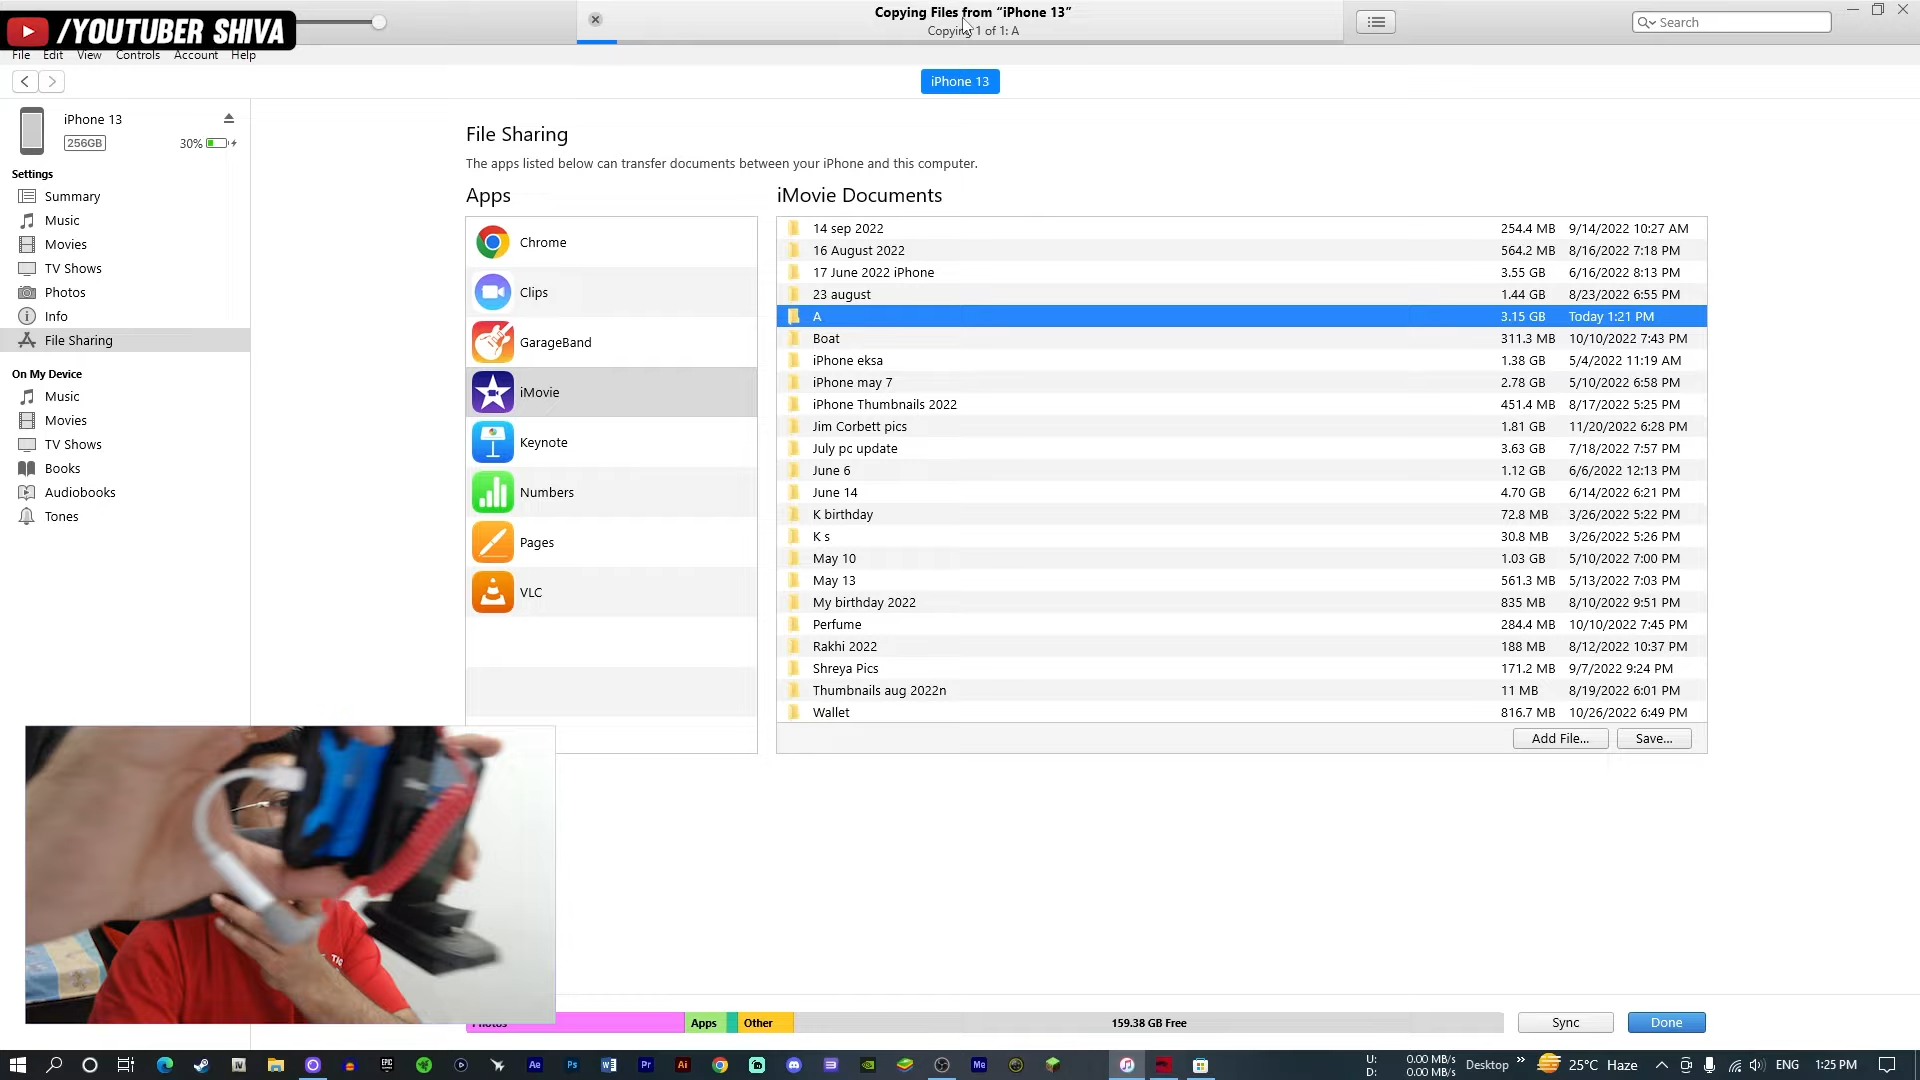 /YOUTUBER SHIVA
Copying Files from “iPhone 13”
Copying 1 of 1: A
Search
File Edit View Controls Account Help
iPhone 13
iPhone 13
256GB 30%
Settings
Summary
Music
Movies
TV Shows
Photos
Info
File Sharing
On My Device
Music
Movies
TV Shows
Books
Audiobooks
Tones
File Sharing
The apps listed below can transfer documents between your iPhone and this computer.
Apps
Chrome
Clips
GarageBand
iMovie
Keynote
Numbers
Pages
VLC
iMovie Documents
14 sep 2022 254.4 MB 9/14/2022 10:27 AM
16 August 2022 564.2 MB 8/16/2022 7:18 PM
17 June 2022 iPhone 3.55 GB 6/16/2022 8:13 PM
23 august 1.44 GB 8/23/2022 6:55 PM
A 3.15 GB Today 1:21 PM
Boat 311.3 MB 10/10/2022 7:43 PM
iPhone eksa 1.38 GB 5/4/2022 11:19 AM
iPhone may 7 2.78 GB 5/10/2022 6:58 PM
iPhone Thumbnails 2022 451.4 MB 8/17/2022 5:25 PM
Jim Corbett pics 1.81 GB 11/20/2022 6:28 PM
July pc update 3.63 GB 7/18/2022 7:57 PM
June 6 1.12 GB 6/6/2022 12:13 PM
June 14 4.70 GB 6/14/2022 6:21 PM
K birthday 72.8 MB 3/26/2022 5:22 PM
K s 30.8 MB 3/26/2022 5:26 PM
May 10 1.03 GB 5/10/2022 7:00 PM
May 13 561.3 MB 5/13/2022 7:03 PM
My birthday 2022 835 MB 8/10/2022 9:51 PM
Perfume 284.4 MB 10/10/2022 7:45 PM
Rakhi 2022 188 MB 8/12/2022 10:37 PM
Shreya Pics 171.2 MB 9/7/2022 9:24 PM
Thumbnails aug 2022n 11 MB 8/19/2022 6:01 PM
Wallet 816.7 MB 10/26/2022 6:49 PM
Add File... Save...
Photos Apps Other 159.38 GB Free Sync Done
U: 0.00 MB/s
D: 0.00 MB/s
Desktop 25°C Haze ENG 1:25 PM